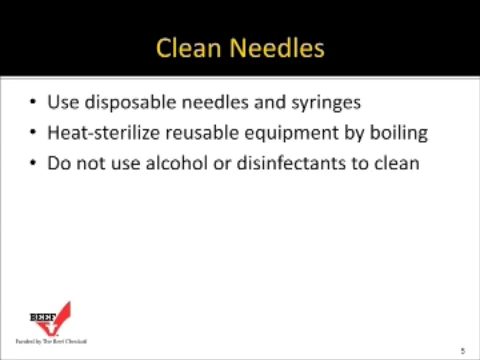 Clean Needles
• Use disposable needles and syringes
• Heat-sterilize reusable equipment by boiling
• Do not use alcohol or disinfectants to clean
BEEF
Funded by The Beef Checkoff
5